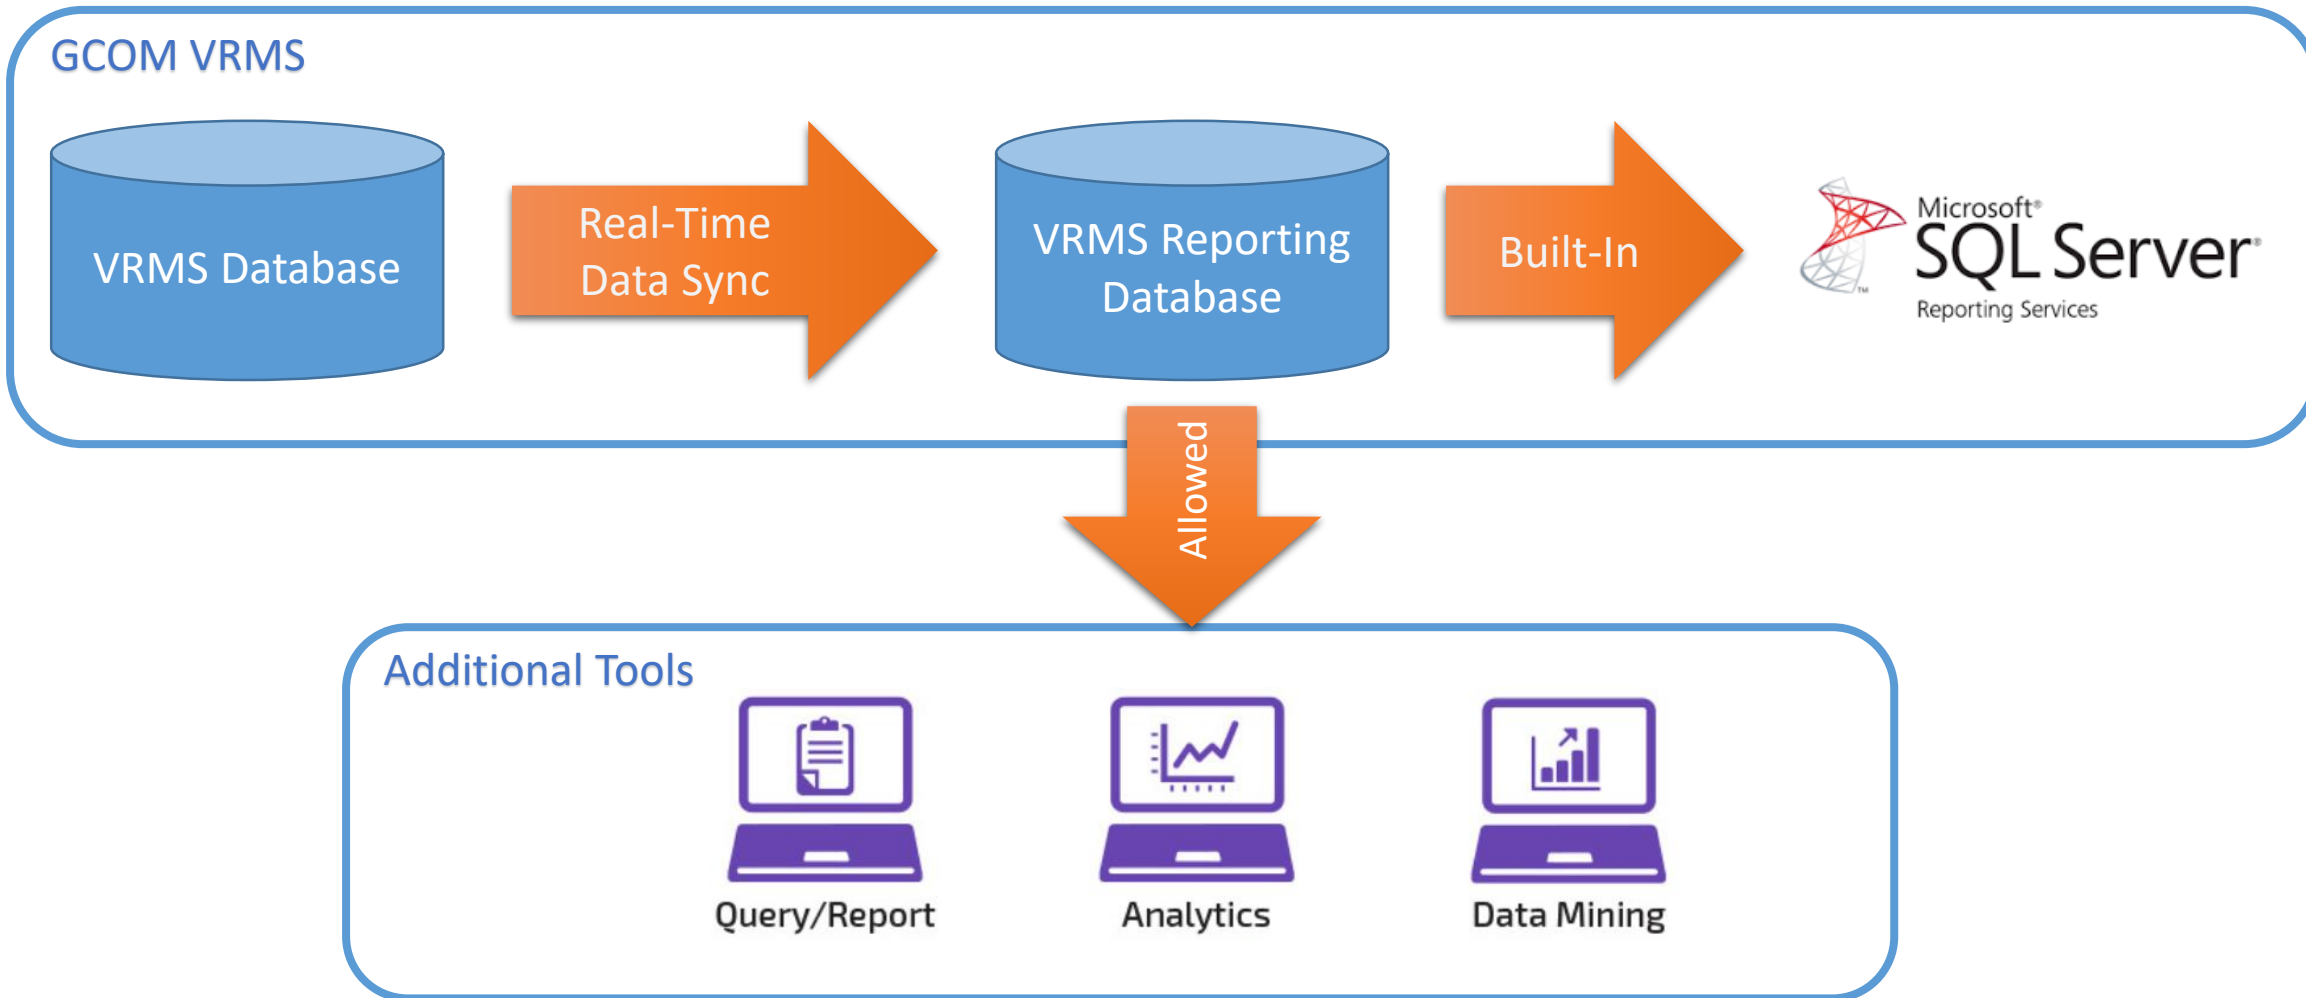 GCOM VRMS
VRMS Database
Real-Time
Data Sync
VRMS Reporting
Database
Built-In
Microsoft®
SQL Server®
Reporting Services
TM
Allowed
Additional Tools
Query/Report
Analytics
Data Mining